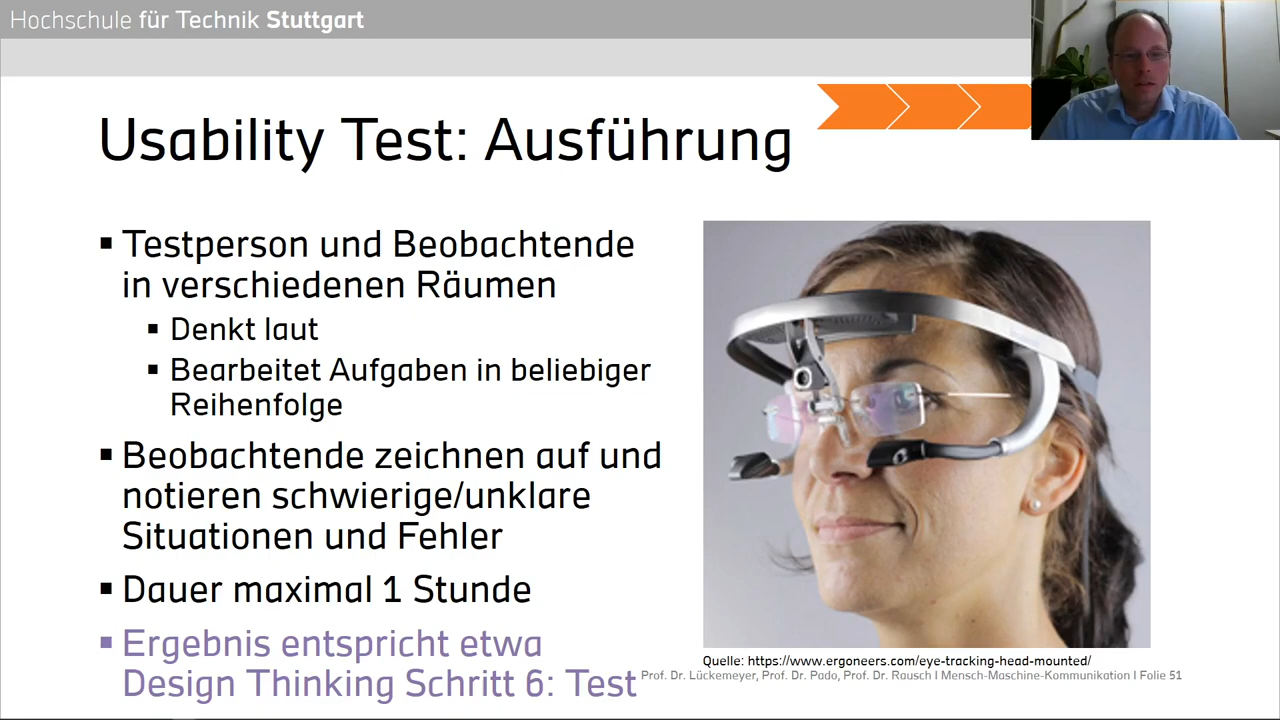 Hochschule für Technik Stuttgart
Usability Test: Ausführung
▪ Testperson und Beobachtende
in verschiedenen Räumen
▪ Denkt laut
▪ Bearbeitet Aufgaben in beliebiger
Reihenfolge
▪ Beobachtende zeichnen auf und
notieren schwierige/unklare
Situationen und Fehler
▪ Dauer maximal 1 Stunde
▪ Ergebnis entspricht etwa
Design Thinking Schritt 6: Test
Quelle: https://www.ergoneers.com/eye-tracking-head-mounted/
Prof. Dr. Lückemeyer, Prof. Dr. Pado, Prof. Dr. Rausch I Mensch-Maschine-Kommunikation I Folie 51